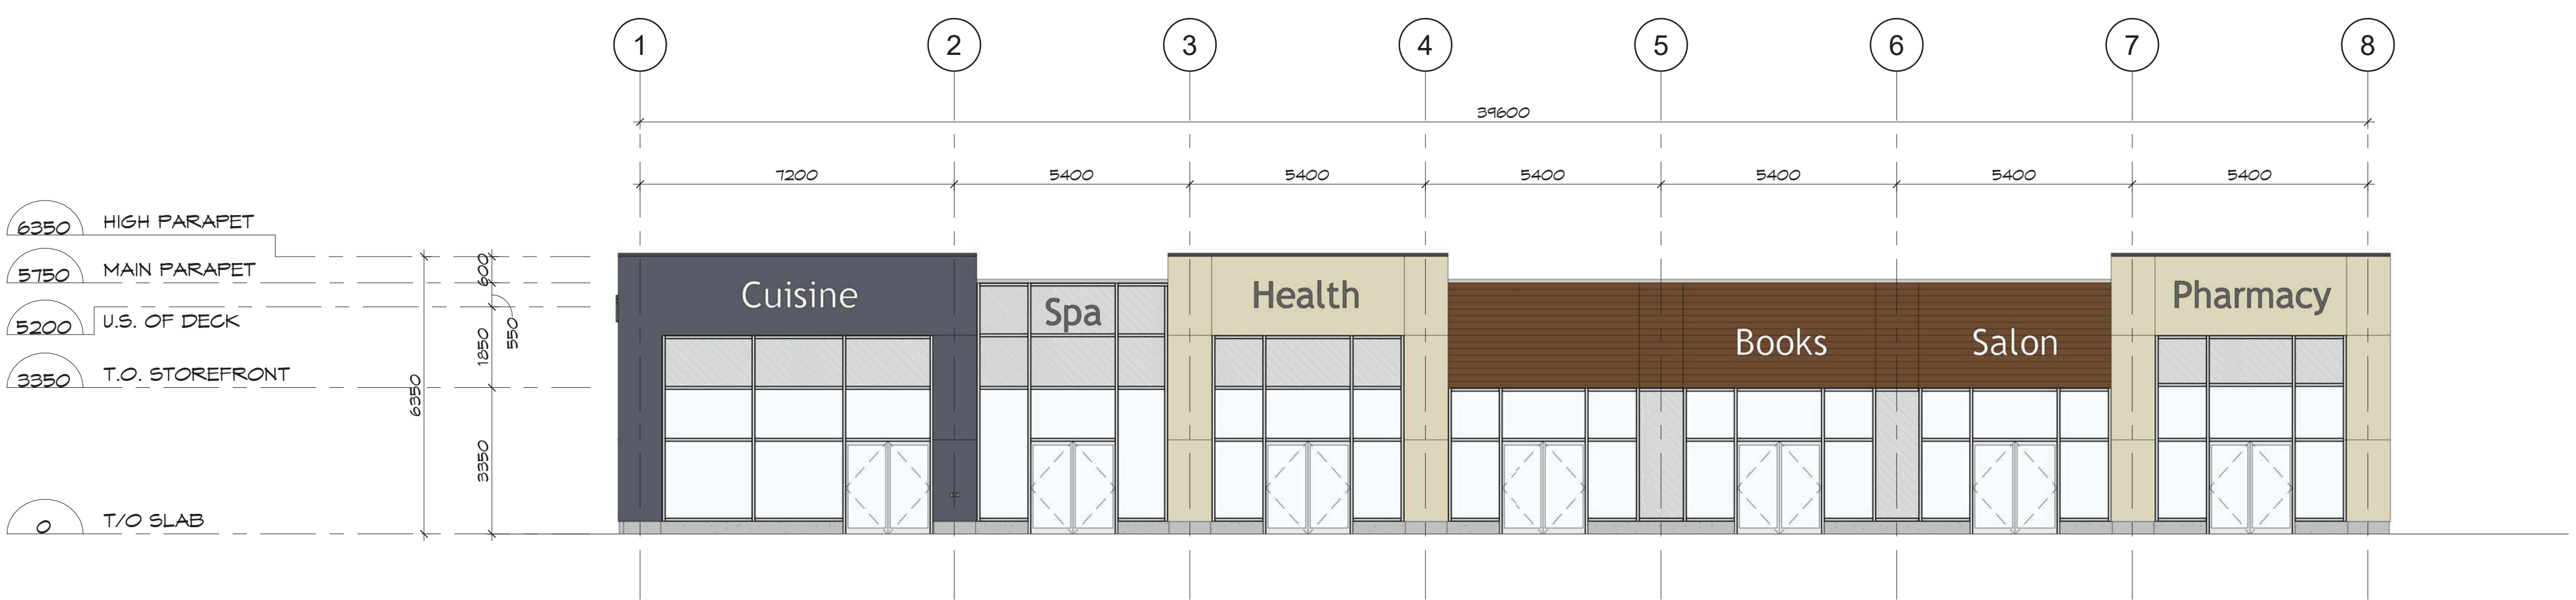 1 2 3 4 5 6 7 8
39600
7200 5400 5400 5400 5400 5400 5400
6350 HIGH PARAPET
5750 MAIN PARAPET
5200 U.S. OF DECK
3350 T.O. STOREFRONT
0 T/O SLAB
6350
600
550
1850
3350
Cuisine
Spa
Health
Books
Salon
Pharmacy